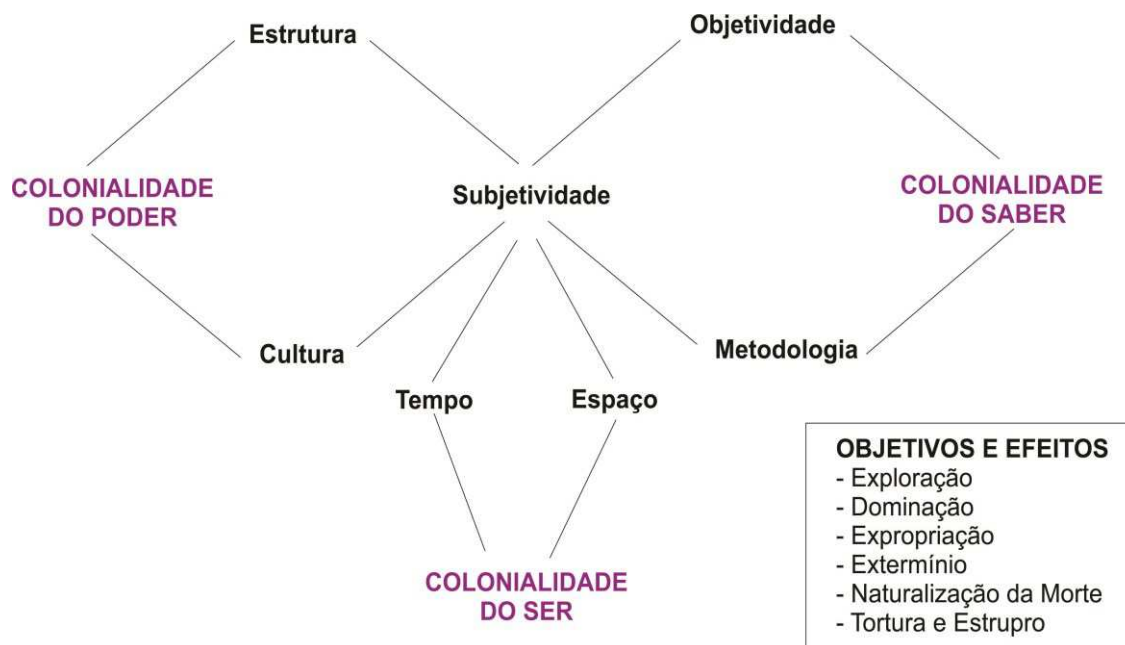 Estrutura
Objetividade
COLONIALIDADE
DO PODER
Subjetividade
COLONIALIDADE
DO SABER
Cultura
Metodologia
Tempo
Espaço
COLONIALIDADE
DO SER
OBJETIVOS E EFEITOS
- Exploração
- Dominação
- Expropriação
- Extermínio
- Naturalização da Morte
- Tortura e Estrupro